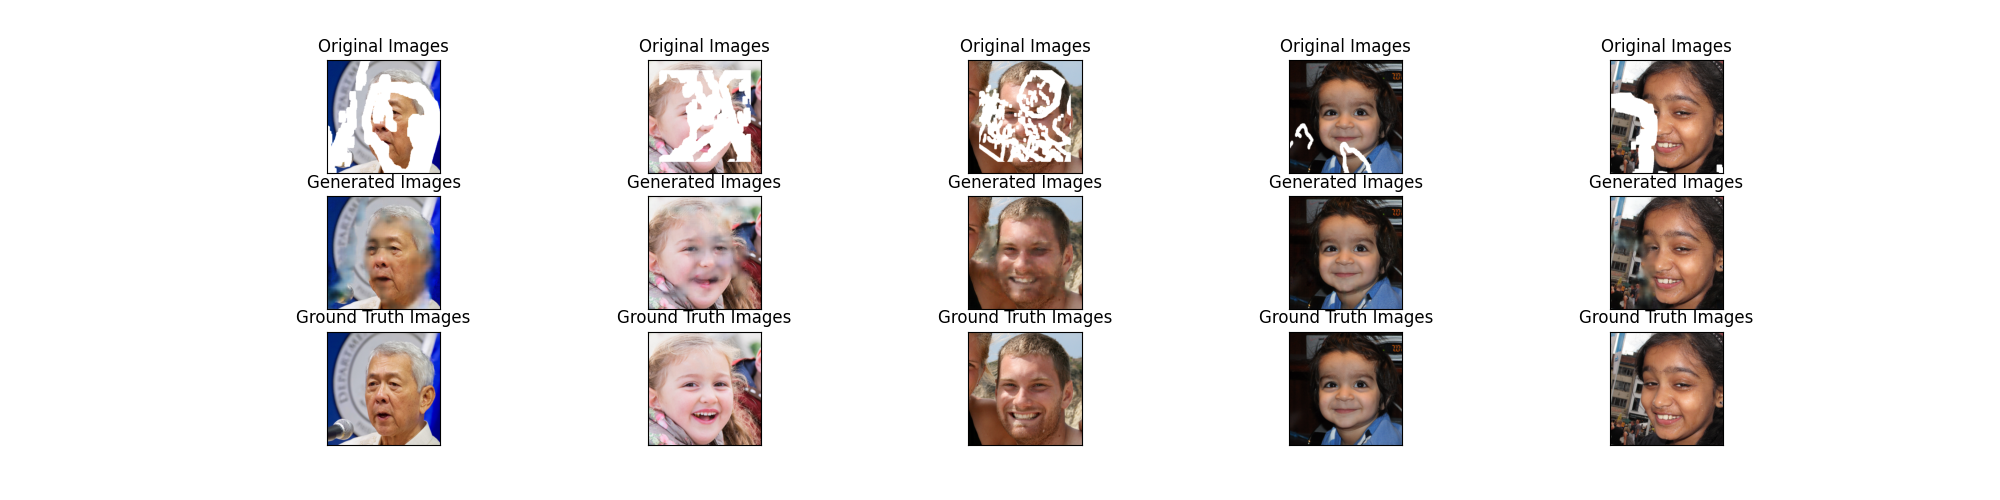 Original Images Original Images Original Images Original Images Original Images
Generated Images Generated Images Generated Images Generated Images Generated Images
Ground Truth Images Ground Truth Images Ground Truth Images Ground Truth Images Ground Truth Images
DEPARTMENT